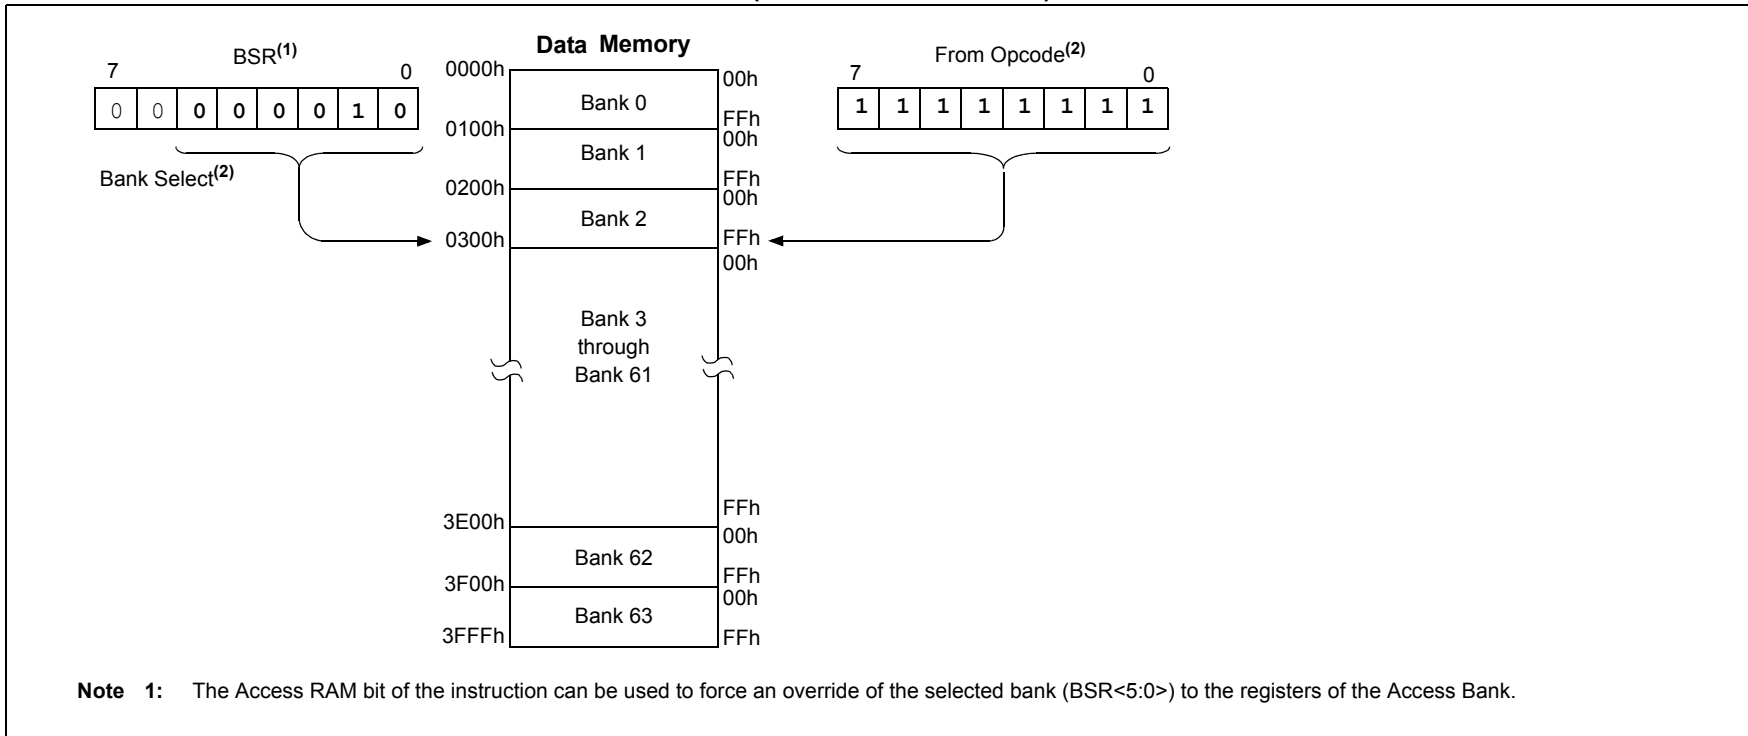 BSR(1)
7 0
0 0 0 0 0 0 1 0
Bank Select(2)
Data Memory
0000h
Bank 0
00h
FFh
0100h
Bank 1
00h
FFh
0200h
Bank 2
00h
FFh
0300h
00h
Bank 3
through
Bank 61
FFh
3E00h
Bank 62
00h
FFh
3F00h
Bank 63
00h
3FFFh
FFh
From Opcode(2)
7 0
1 1 1 1 1 1 1 1
Note 1: The Access RAM bit of the instruction can be used to force an override of the selected bank (BSR<5:0>) to the registers of the Access Bank.